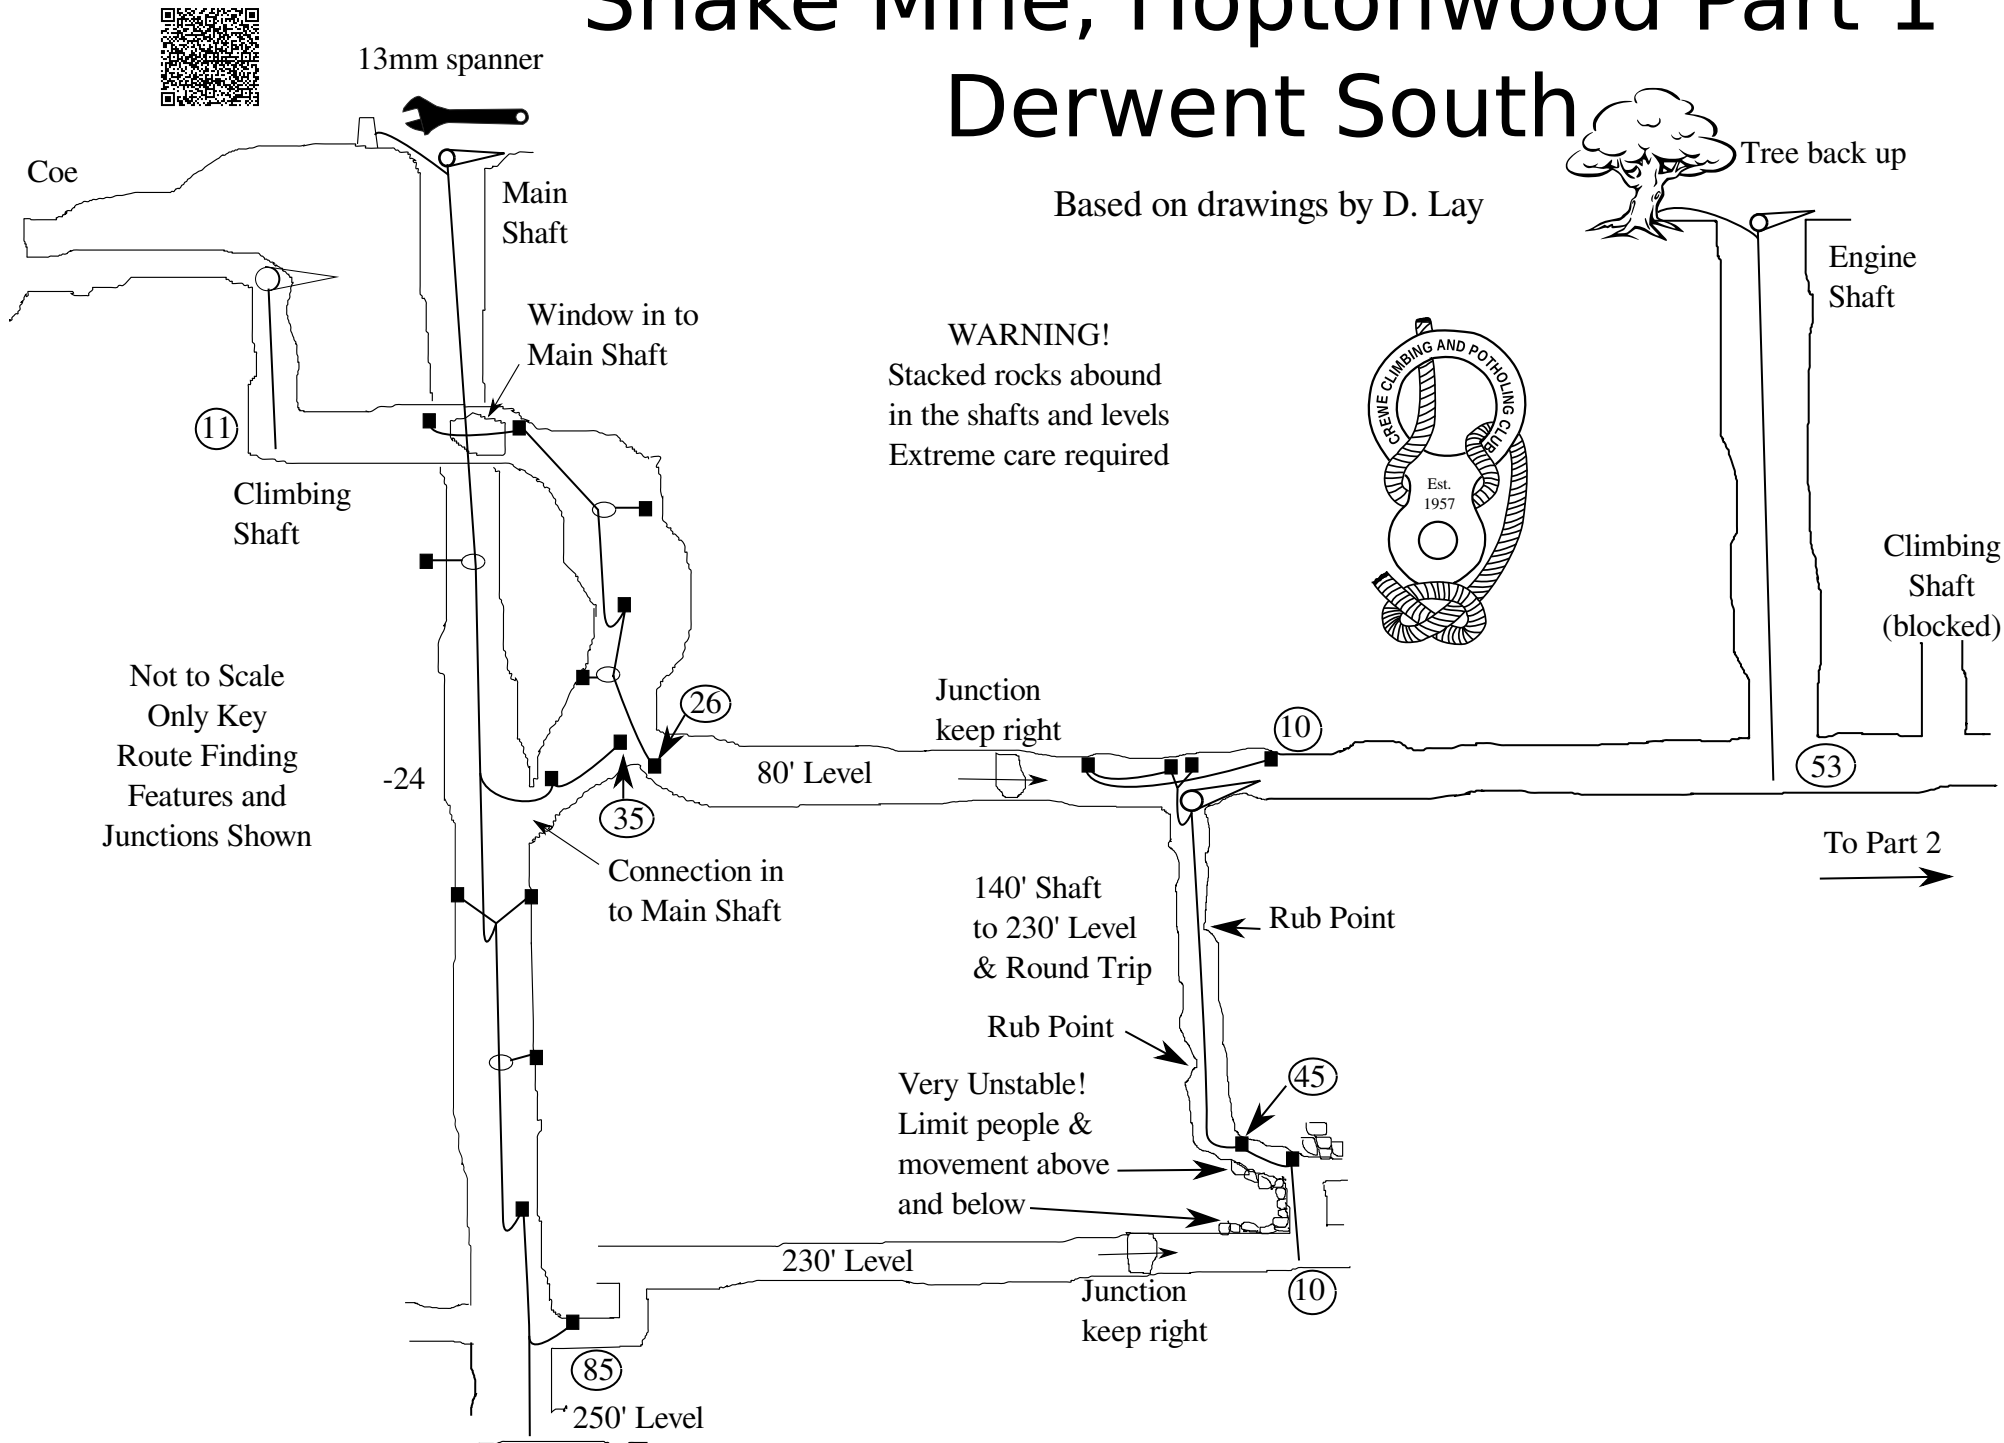 Snake Mine, Hoptonwood Part 1
Derwent South
13mm spanner
Coe
Main
Shaft
Based on drawings by D. Lay
Tree back up
Engine
Shaft
Window in to
Main Shaft
WARNING!
Stacked rocks abound
in the shafts and levels
Extreme care required
CREWE CLIMBING AND POTHOLING CLUB
Est.
1957
11
Climbing
Shaft
Climbing
Shaft
(blocked)
Not to Scale
Only Key
Route Finding
Features and
Junctions Shown
-24
26
35
Junction
keep right
80' Level
10
53
To Part 2
Connection in
to Main Shaft
140' Shaft
to 230' Level
& Round Trip
Rub Point
Rub Point
45
Very Unstable!
Limit people &
movement above
and below
230' Level
Junction
keep right
10
85
250' Level